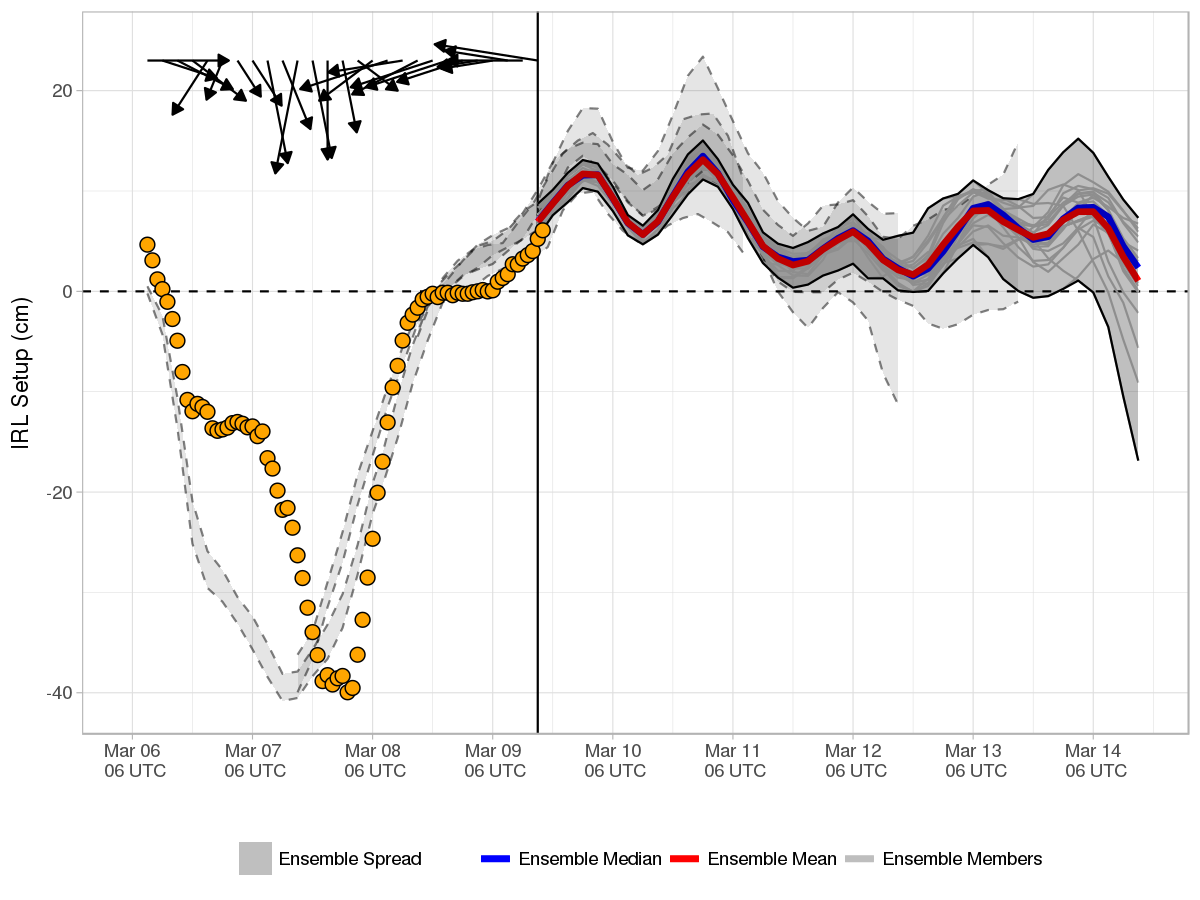 IRL Setup (cm)
20
0
-20
-40
Mar 06 Mar 07 Mar 08 Mar 09 Mar 10 Mar 11 Mar 12 Mar 13 Mar 14
06 UTC 06 UTC 06 UTC 06 UTC 06 UTC 06 UTC 06 UTC 06 UTC 06 UTC
Ensemble Spread Ensemble Median Ensemble Mean Ensemble Members